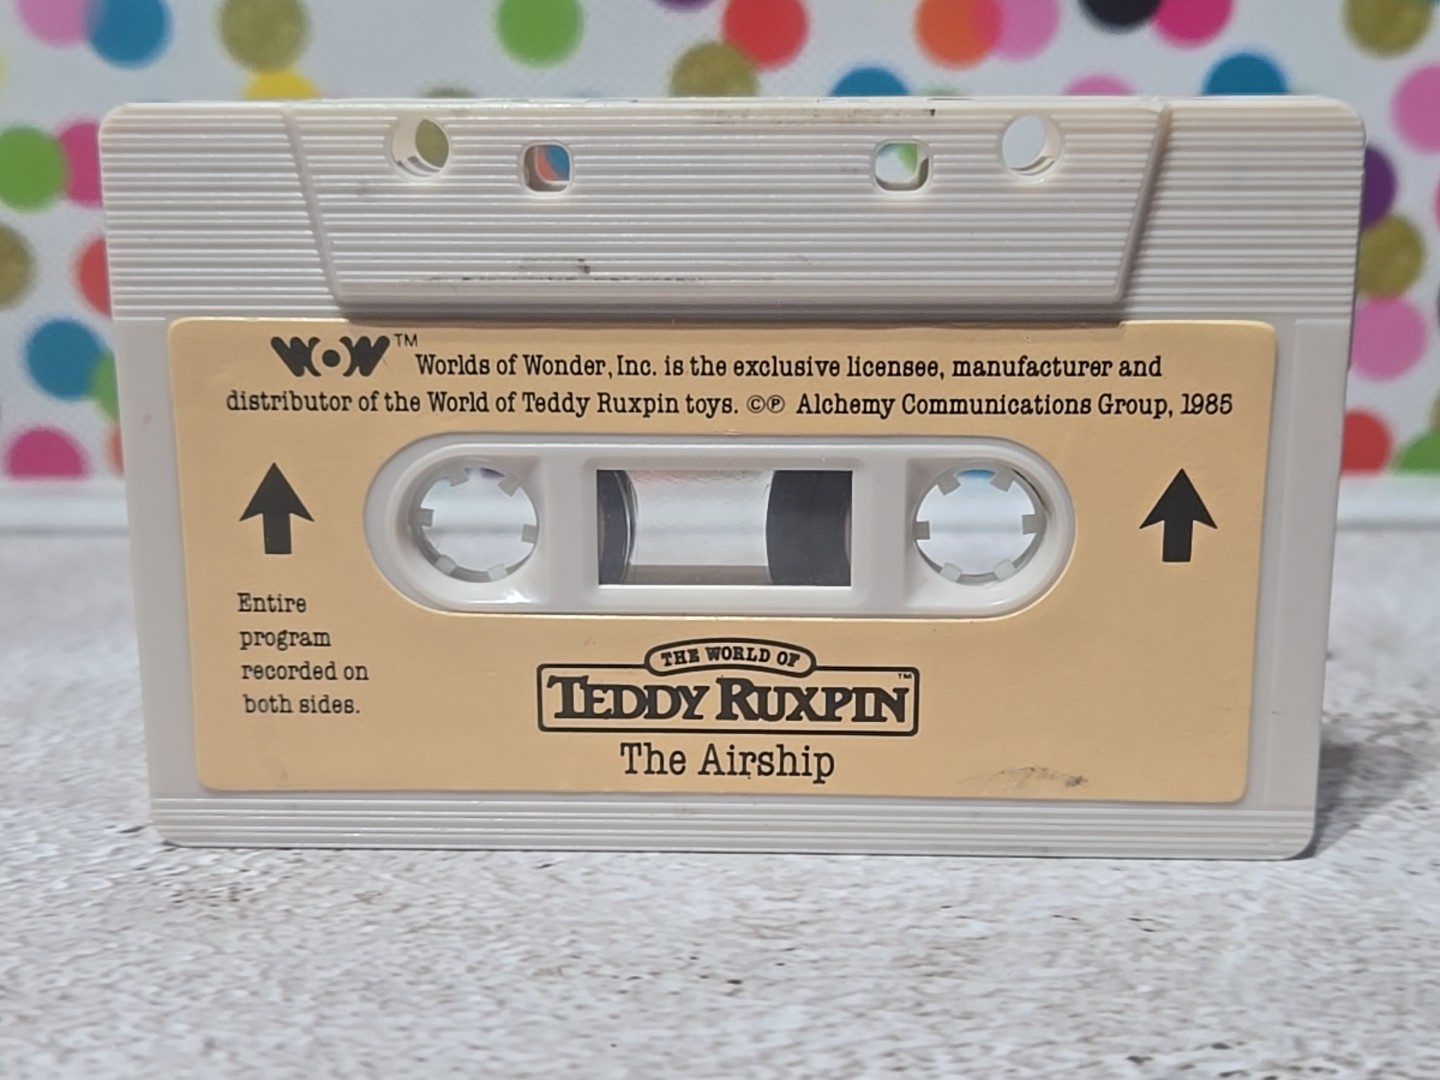 WOW™ Worlds of Wonder, Inc. is the exclusive licensee, manufacturer and
distributor of the World of Teddy Ruxpin toys. ©℗ Alchemy Communications Group, 1985
Entire
program
recorded on
both sides.
THE WORLD OF
TEDDY RUXPIN™
The Airship